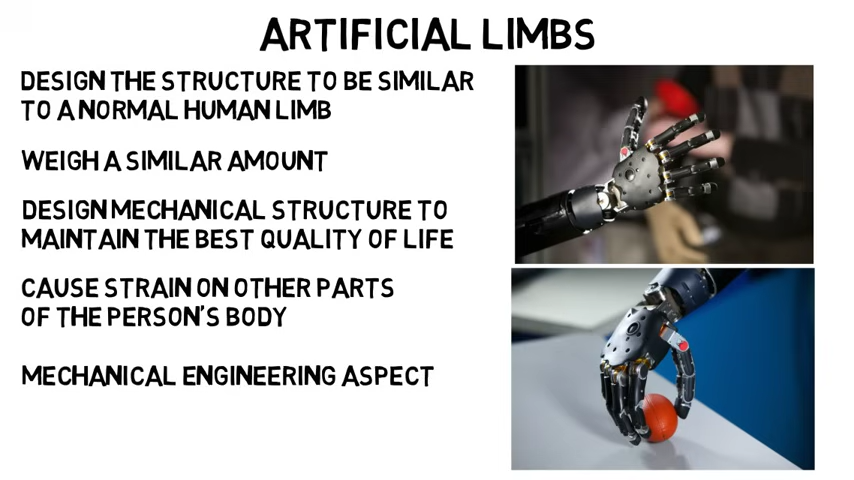 ARTIFICIAL LIMBS
DESIGN THE STRUCTURE TO BE SIMILAR
TO A NORMAL HUMAN LIMB
WEIGH A SIMILAR AMOUNT
DESIGN MECHANICAL STRUCTURE TO
MAINTAIN THE BEST QUALITY OF LIFE
CAUSE STRAIN ON OTHER PARTS
OF THE PERSON'S BODY
MECHANICAL ENGINEERING ASPECT